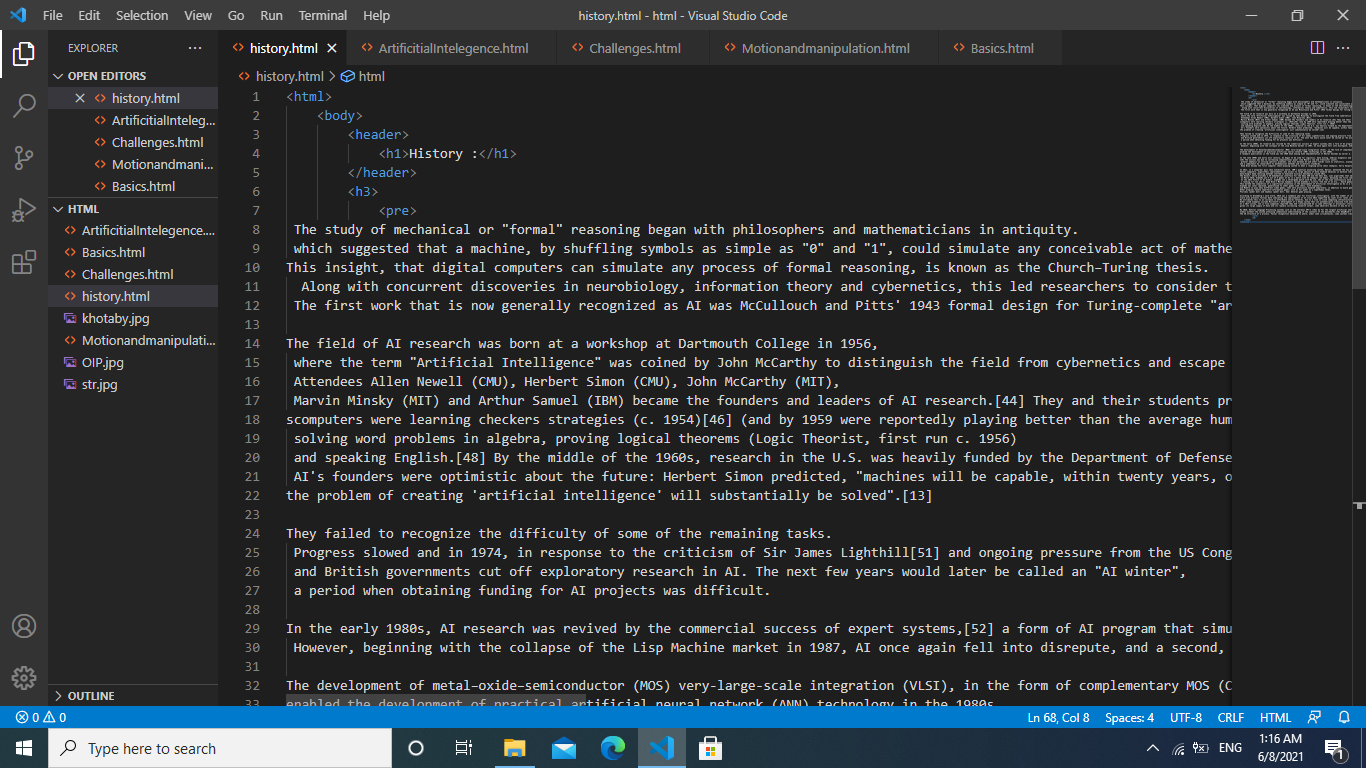 File Edit Selection View Go Run Terminal Help history.html - html - Visual Studio Code
EXPLORER
history.html ArtificitialIntelegence.html Challenges.html Motionandmanipulation.html Basics.html
OPEN EDITORS
history.html
ArtificitialInteleg...
Challenges.html
Motionandmani...
Basics.html
HTML
ArtificitialIntelegence....
Basics.html
Challenges.html
history.html
khotaby.jpg
Motionandmanipulati...
OIP.jpg
str.jpg
OUTLINE
history.html > html
1 <html>
2 <body>
3 <header>
4 <h1>History :</h1>
5 </header>
6 <h3>
7 <pre>
8 The study of mechanical or "formal" reasoning began with philosophers and mathematicians in antiquity.
9 which suggested that a machine, by shuffling symbols as simple as "0" and "1", could simulate any conceivable act of mathe
10 This insight, that digital computers can simulate any process of formal reasoning, is known as the Church–Turing thesis.
11 Along with concurrent discoveries in neurobiology, information theory and cybernetics, this led researchers to consider t
12 The first work that is now generally recognized as AI was McCullouch and Pitts' 1943 formal design for Turing-complete "ar
13
14 The field of AI research was born at a workshop at Dartmouth College in 1956,
15 where the term "Artificial Intelligence" was coined by John McCarthy to distinguish the field from cybernetics and escape
16 Attendees Allen Newell (CMU), Herbert Simon (CMU), John McCarthy (MIT),
17 Marvin Minsky (MIT) and Arthur Samuel (IBM) became the founders and leaders of AI research.[44] They and their students pr
18 scomputers were learning checkers strategies (c. 1954)[46] (and by 1959 were reportedly playing better than the average hum
19 solving word problems in algebra, proving logical theorems (Logic Theorist, first run c. 1956)
20 and speaking English.[48] By the middle of the 1960s, research in the U.S. was heavily funded by the Department of Defense
21 AI's founders were optimistic about the future: Herbert Simon predicted, "machines will be capable, within twenty years, o
22 the problem of creating 'artificial intelligence' will substantially be solved".[13]
23
24 They failed to recognize the difficulty of some of the remaining tasks.
25 Progress slowed and in 1974, in response to the criticism of Sir James Lighthill[51] and ongoing pressure from the US Cong
26 and British governments cut off exploratory research in AI. The next few years would later be called an "AI winter",
27 a period when obtaining funding for AI projects was difficult.
28
29 In the early 1980s, AI research was revived by the commercial success of expert systems,[52] a form of AI program that simu
30 However, beginning with the collapse of the Lisp Machine market in 1987, AI once again fell into disrepute, and a second,
31
32 The development of metal–oxide–semiconductor (MOS) very-large-scale integration (VLSI), in the form of complementary MOS (C
33 enabled the development of practical artificial neural network (ANN) technology in the 1980s
0 0 Ln 68, Col 8 Spaces: 4 UTF-8 CRLF HTML
Type here to search
ENG
1:16 AM
6/8/2021
1